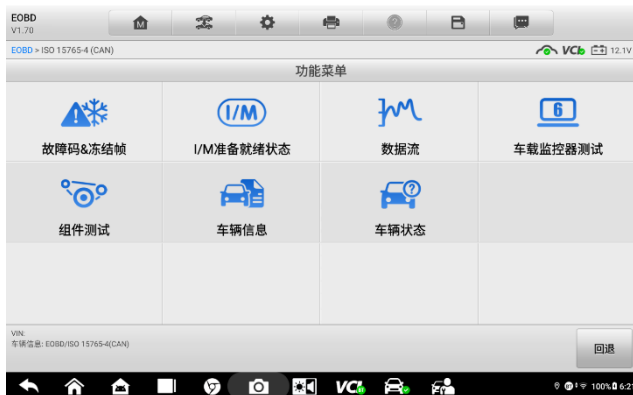 EOBD
V1.70
M
EOBD > ISO 15765-4 (CAN)
VCI 12.1V
功能菜单
I/M
6
故障码&冻结帧
I/M准备就绪状态
数据流
车载监控器测试
组件测试
车辆信息
车辆状态
VIN:
车辆信息: EOBD/ISO 15765-4(CAN)
回退
VCI
100% 6:21